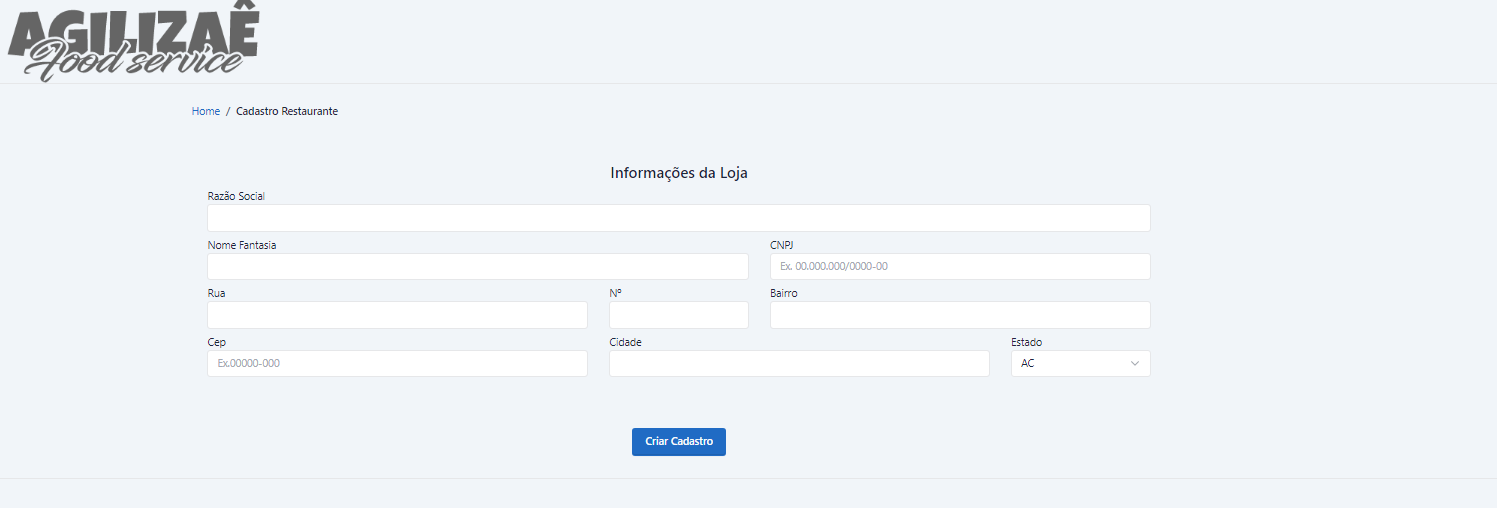 AGILIZAÊ
Food service
Home / Cadastro Restaurante
Informações da Loja
Razão Social
Nome Fantasia CNPJ
Ex. 00.000.000/0000-00
Rua Nº Bairro
Cep Cidade Estado
Ex.00000-000 AC
Criar Cadastro